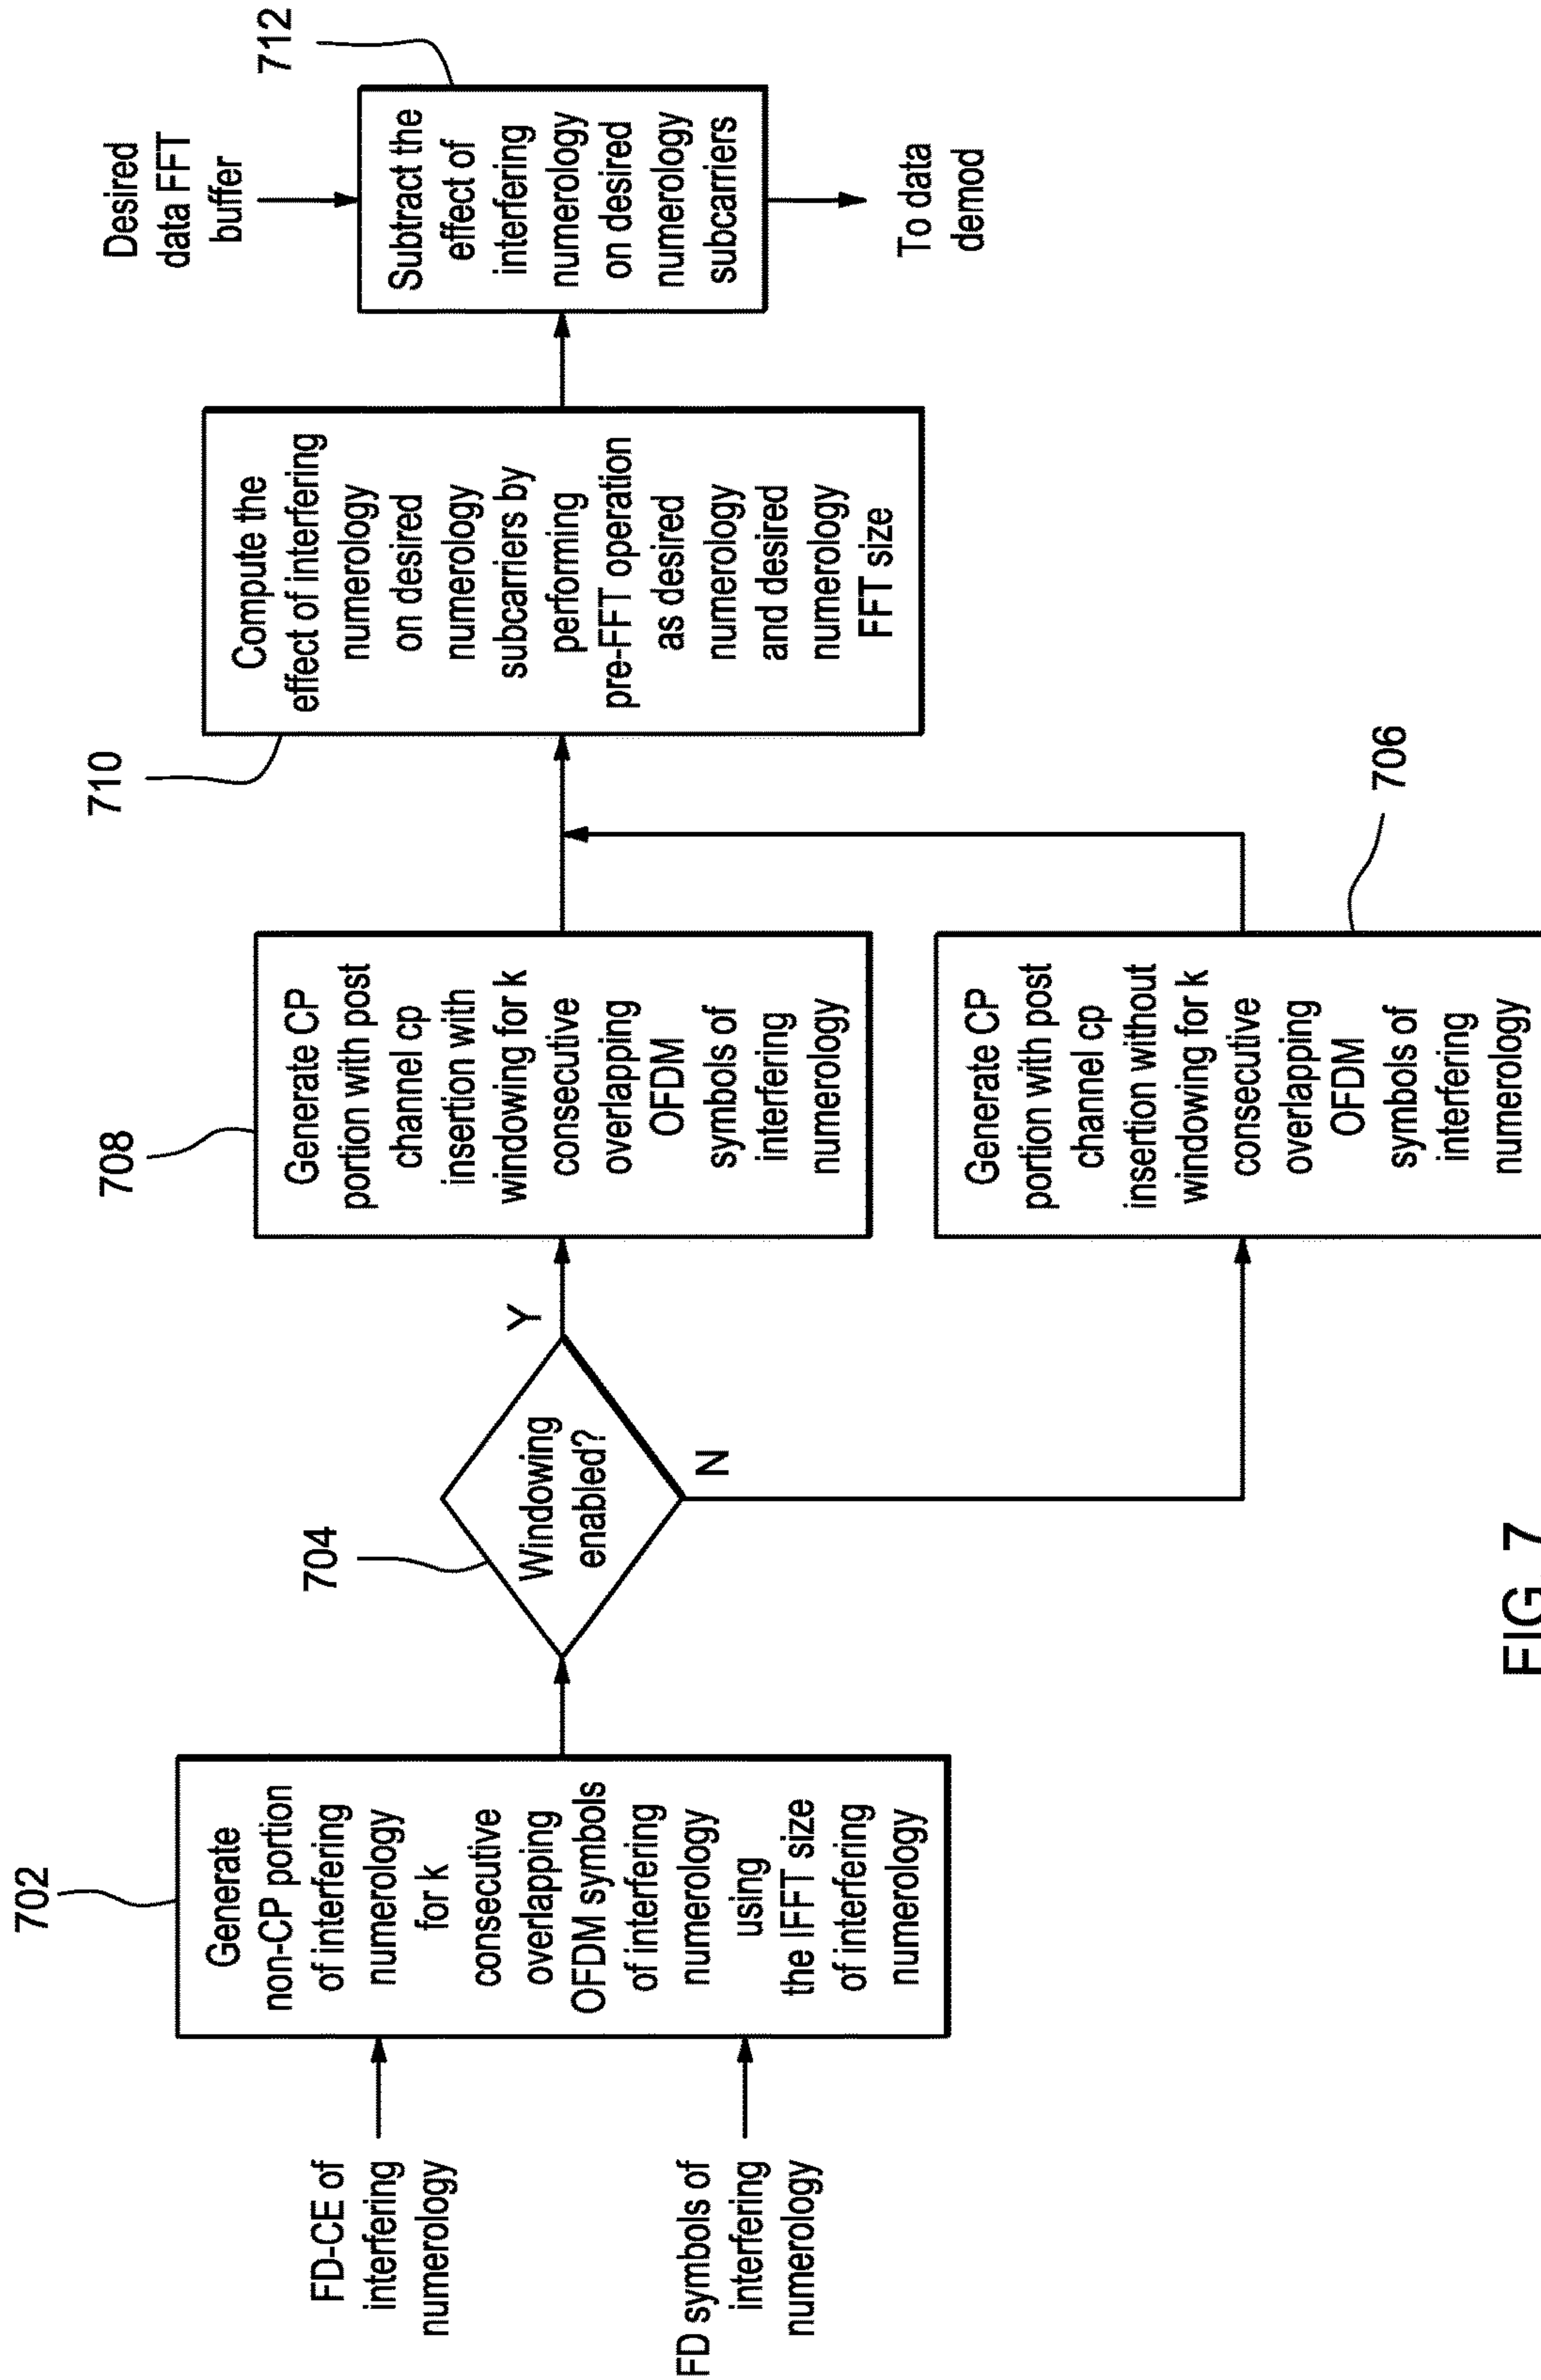 FD-CE of
interfering
numerology
FD symbols of
interfering
numerology
702
Generate
non-CP portion
of interfering
numerology
for k
consecutive
overlapping
OFDM symbols
of interfering
numerology
using
the IFFT size
of interfering
numerology
704
Windowing
enabled?
Y
N
708
Generate CP
portion with post
channel cp
insertion with
windowing for k
consecutive
overlapping
OFDM
symbols of
interfering
numerology
Generate CP
portion with post
channel cp
insertion without
windowing for k
consecutive
overlapping
OFDM
symbols of
interfering
numerology
706
710
Compute the
effect of interfering
numerology
on desired
numerology
subcarriers by
performing
pre-FFT operation
as desired
numerology
and desired
numerology
FFT size
Desired
data FFT
buffer
712
Subtract the
effect of
interfering
numerology
on desired
numerology
subcarriers
To data
demod
FIG. 7